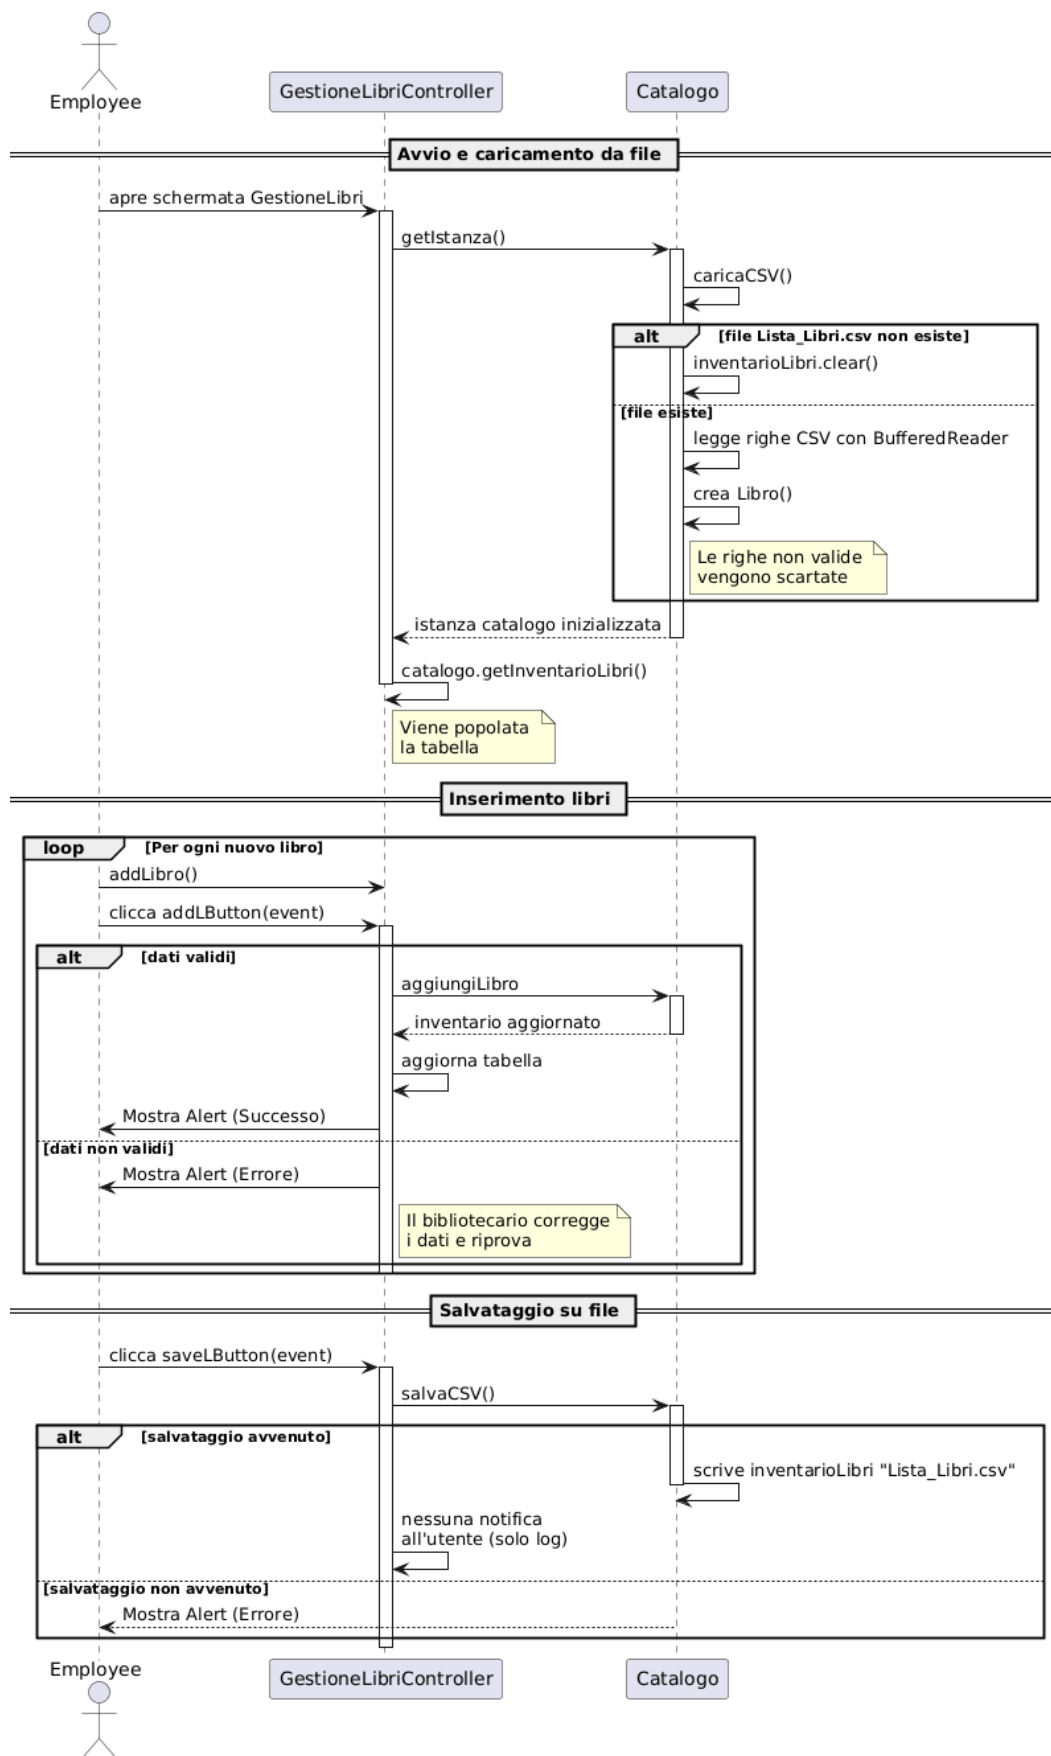 Employee
GestioneLibriController
Catalogo
Avvio e caricamento da file
apre schermata GestioneLibri
getIstanza()
caricaCSV()
alt
[file Lista_Libri.csv non esiste]
inventarioLibri.clear()
[file esiste]
legge righe CSV con BufferedReader
crea Libro()
Le righe non valide
vengono scartate
istanza catalogo inizializzata
catalogo.getInventarioLibri()
Viene popolata
la tabella
Inserimento libri
loop
[Per ogni nuovo libro]
addLibro()
clicca addLButton(event)
alt
[dati validi]
aggiungiLibro
inventario aggiornato
aggiorna tabella
Mostra Alert (Successo)
[dati non validi]
Mostra Alert (Errore)
Il bibliotecario corregge
i dati e riprova
Salvataggio su file
clicca saveLButton(event)
salvaCSV()
alt
[salvataggio avvenuto]
scrive inventarioLibri "Lista_Libri.csv"
nessuna notifica
all'utente (solo log)
[salvataggio non avvenuto]
Mostra Alert (Errore)
Employee
GestioneLibriController
Catalogo